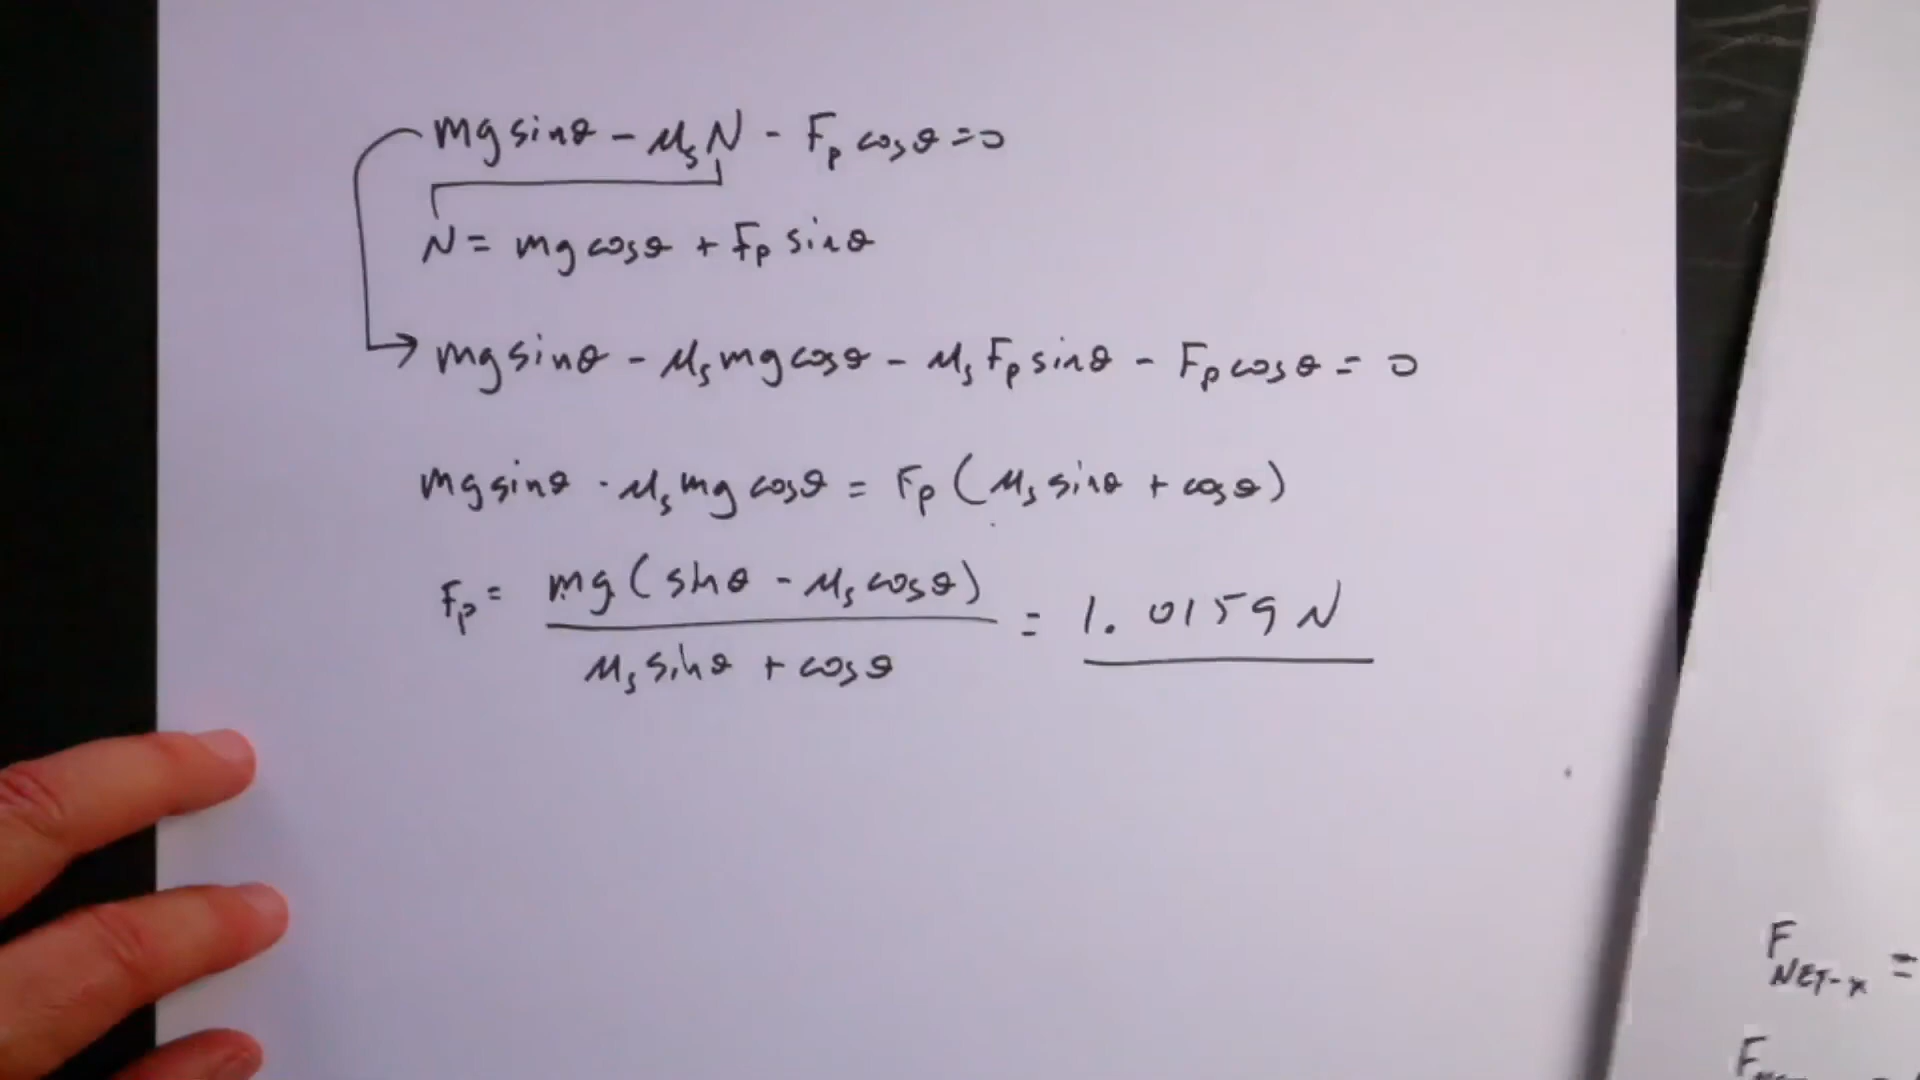 mg sinθ - μsN - Fp cosθ = 0
N = mg cosθ + Fp sinθ
mg sinθ - μs mg cosθ - μs Fp sinθ - Fp cosθ = 0
mg sinθ - μs mg cosθ = Fp (μs sinθ + cosθ)
Fp = mg (sinθ - μs cosθ) / μs sinθ + cosθ = 1.0159 N
F NET-x =